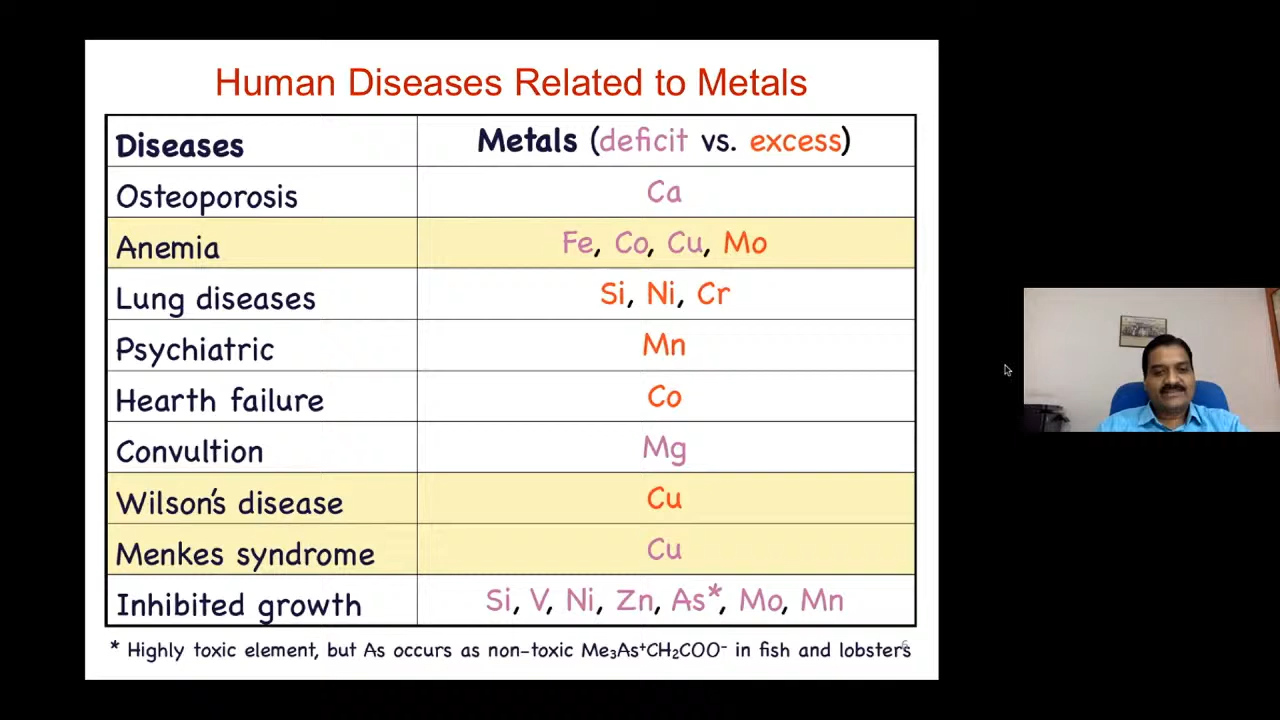 Human Diseases Related to Metals
Diseases Metals (deficit vs. excess)
Osteoporosis Ca
Anemia Fe, Co, Cu, Mo
Lung diseases Si, Ni, Cr
Psychiatric Mn
Hearth failure Co
Convultion Mg
Wilson's disease Cu
Menkes syndrome Cu
Inhibited growth Si, V, Ni, Zn, As*, Mo, Mn
* Highly toxic element, but As occurs as non-toxic Me₃As⁺CH₂COO⁻ in fish and lobsters
6